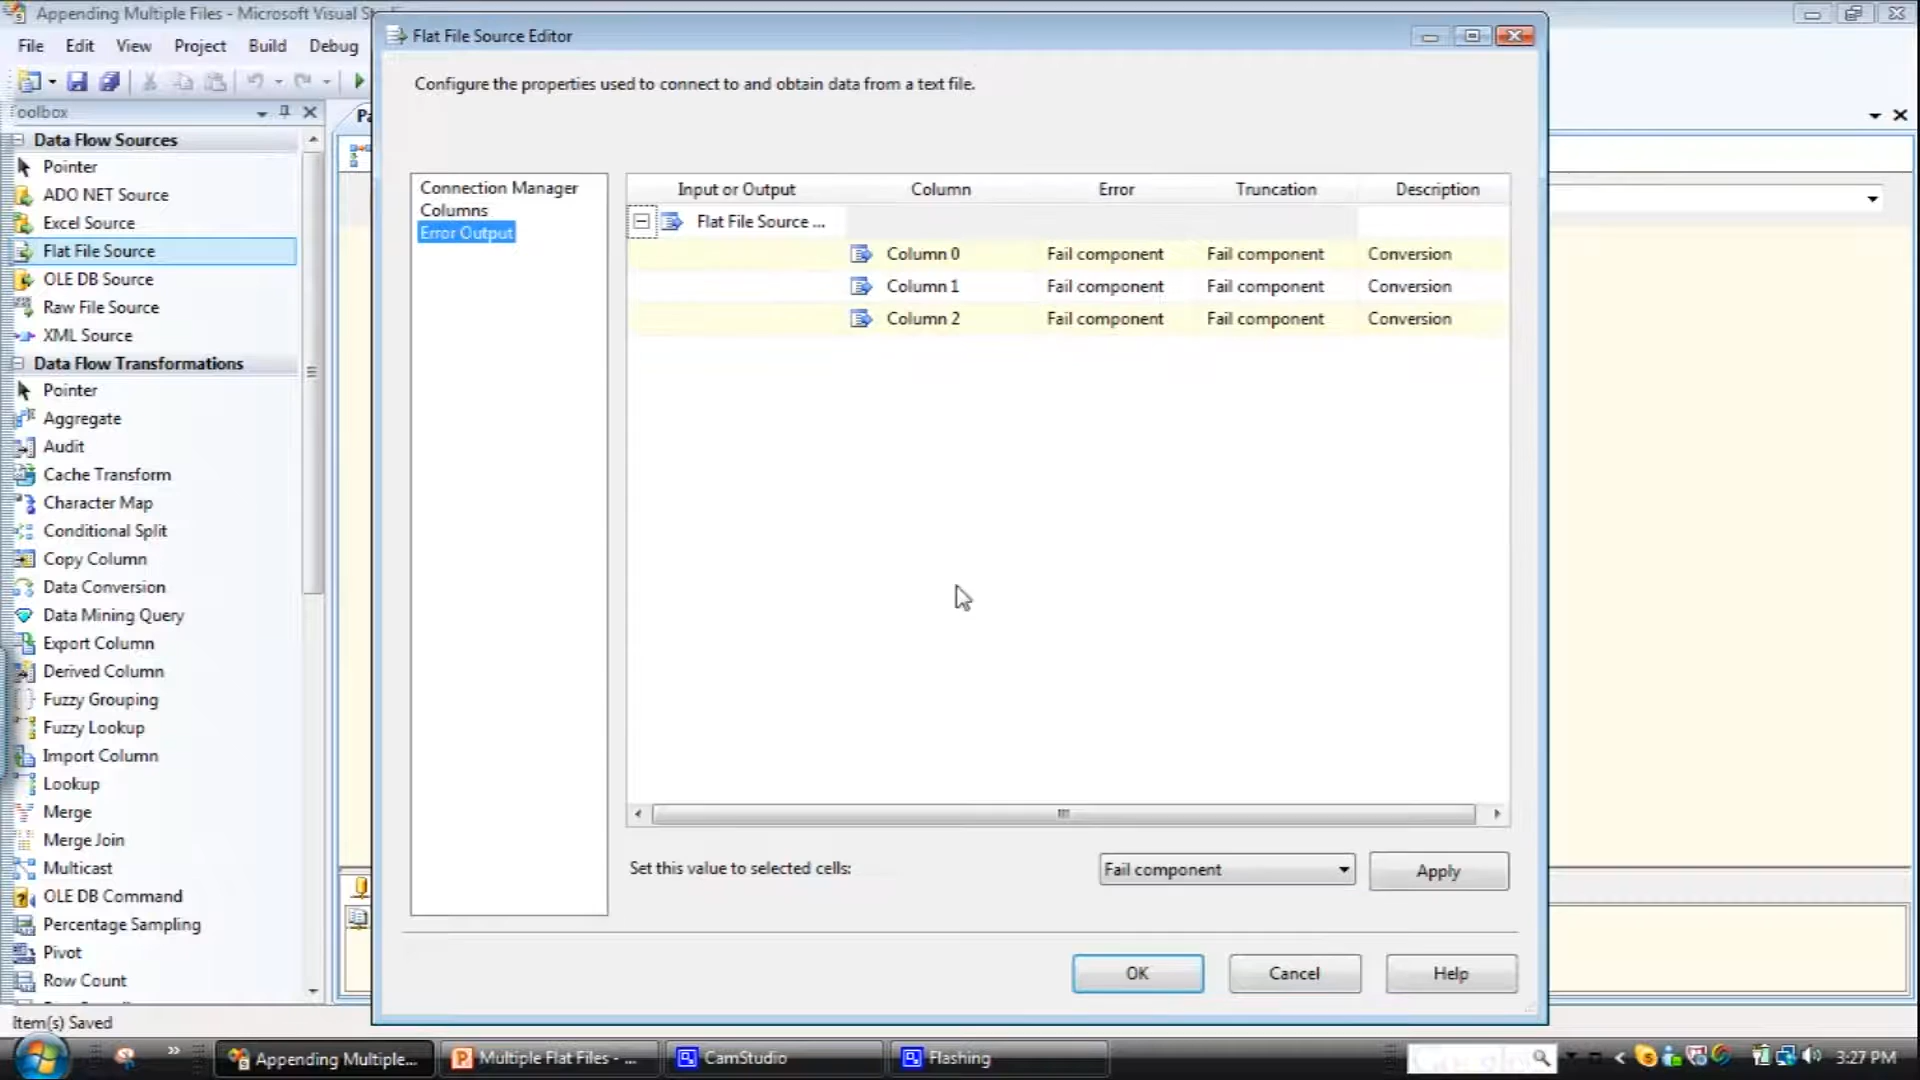 Appending Multiple Files - Microsoft Visual St
File Edit View Project Build Debug
oolbox
Data Flow Sources
Pointer
ADO NET Source
Excel Source
Flat File Source
OLE DB Source
Raw File Source
XML Source
Data Flow Transformations
Pointer
Aggregate
Audit
Cache Transform
Character Map
Conditional Split
Copy Column
Data Conversion
Data Mining Query
Export Column
Derived Column
Fuzzy Grouping
Fuzzy Lookup
Import Column
Lookup
Merge
Merge Join
Multicast
OLE DB Command
Percentage Sampling
Pivot
Row Count
Item(s) Saved
Pa
Flat File Source Editor
Configure the properties used to connect to and obtain data from a text file.
Connection Manager
Columns
Error Output
Input or Output Column Error Truncation Description
Flat File Source ...
Column 0 Fail component Fail component Conversion
Column 1 Fail component Fail component Conversion
Column 2 Fail component Fail component Conversion
Set this value to selected cells: Fail component Apply
OK Cancel Help
Appending Multiple... Multiple Flat Files - ... CamStudio Flashing 3:27 PM